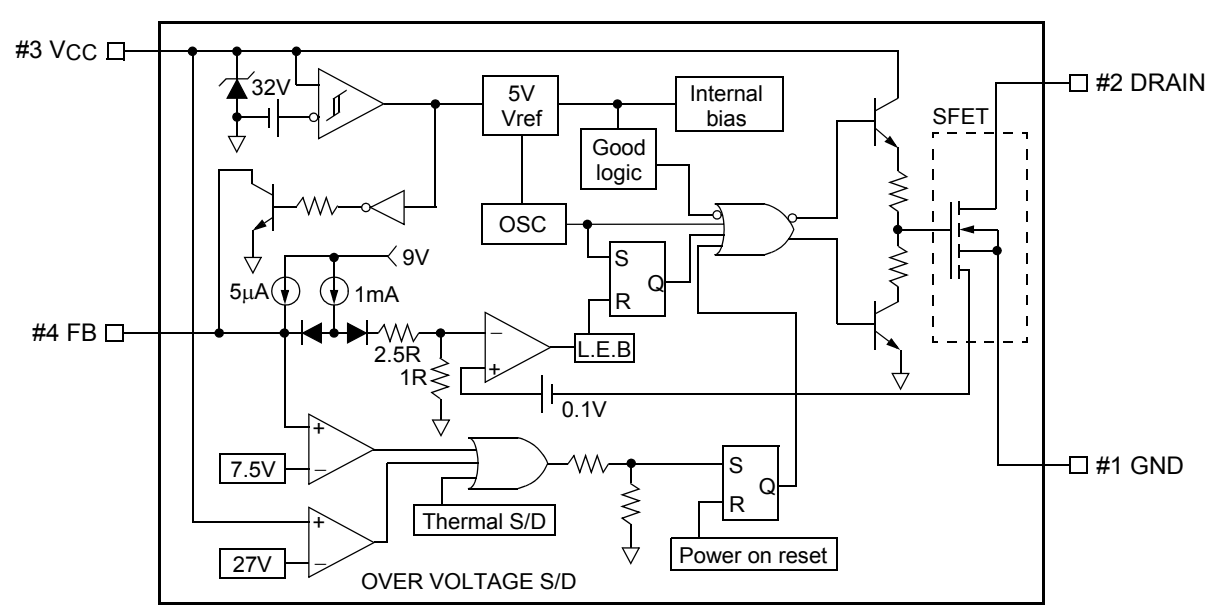 #3 VCC
32V
5V
Vref
Internal
bias
#2 DRAIN
SFET
Good
logic
OSC
9V
S
Q
R
5μA
1mA
#4 FB
2.5R
1R
−
+
L.E.B
0.1V
+
−
7.5V
#1 GND
S
Q
R
Thermal S/D
+
−
27V
Power on reset
OVER VOLTAGE S/D